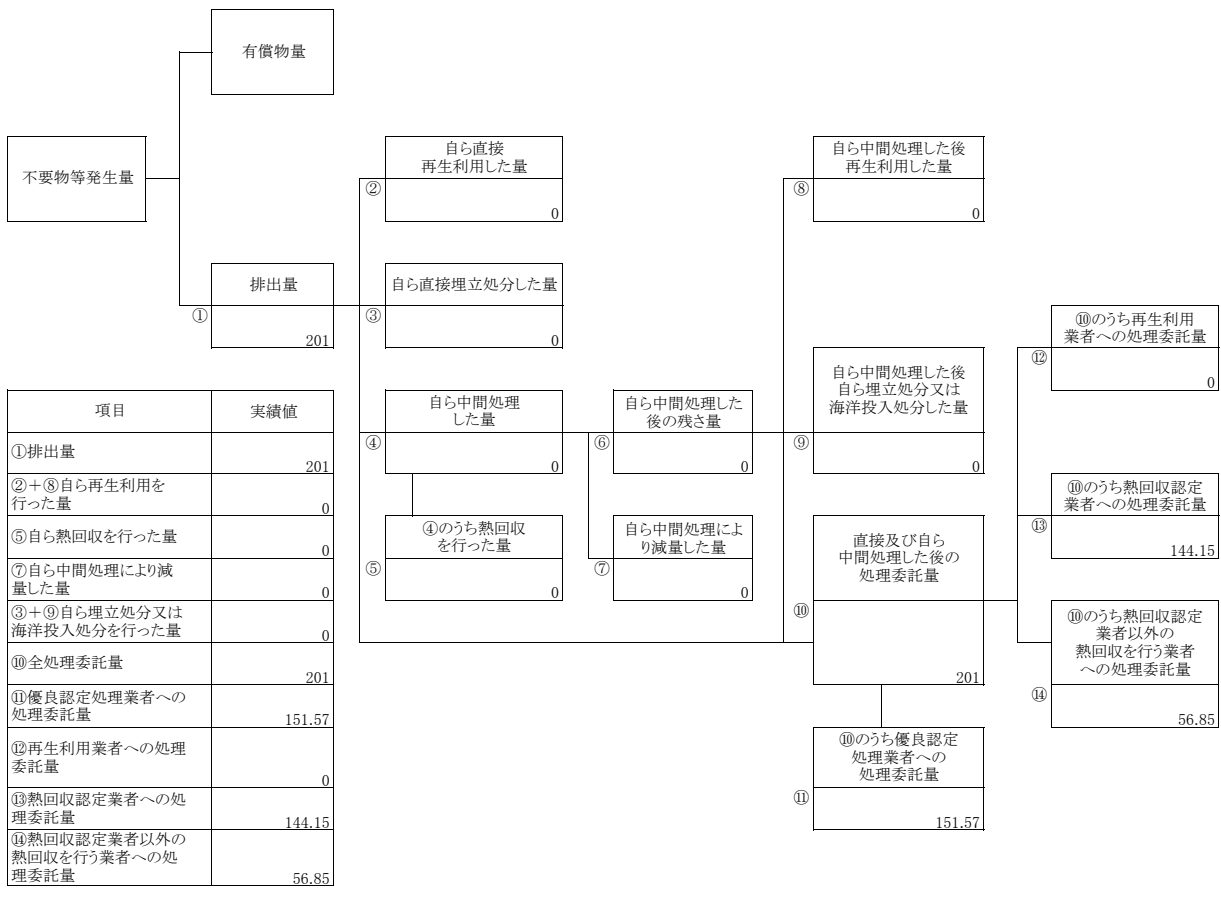 有償物量
不要物等発生量
排出量
①
201
自ら直接
再生利用した量
②
0
自ら直接埋立処分した量
③
0
自ら中間処理
した量
④
0
④のうち熱回収
を行った量
⑤
0
自ら中間処理した
後の残さ量
⑥
0
自ら中間処理によ
り減量した量
⑦
0
自ら中間処理した後
再生利用した量
⑧
0
自ら中間処理した後
自ら埋立処分又は
海洋投入処分した量
⑨
0
直接及び自ら
中間処理した後の
処理委託量
⑩
201
⑩のうち優良認定
処理業者への
処理委託量
⑪
151.57
⑩のうち再生利用
業者への処理委託量
⑫
0
⑩のうち熱回収認定
業者への処理委託量
⑬
144.15
⑩のうち熱回収認定
業者以外の
熱回収を行う業者
への処理委託量
⑭
56.85
項目 実績値
①排出量
201
②＋⑧自ら再生利用を
行った量
0
⑤自ら熱回収を行った量
0
⑦自ら中間処理により減
量した量
0
③＋⑨自ら埋立処分又は
海洋投入処分を行った量
0
⑩全処理委託量
201
⑪優良認定処理業者への
処理委託量
151.57
⑫再生利用業者への処理
委託量
0
⑬熱回収認定業者への処
理委託量
144.15
⑭熱回収認定業者以外の
熱回収を行う業者への処
理委託量
56.85